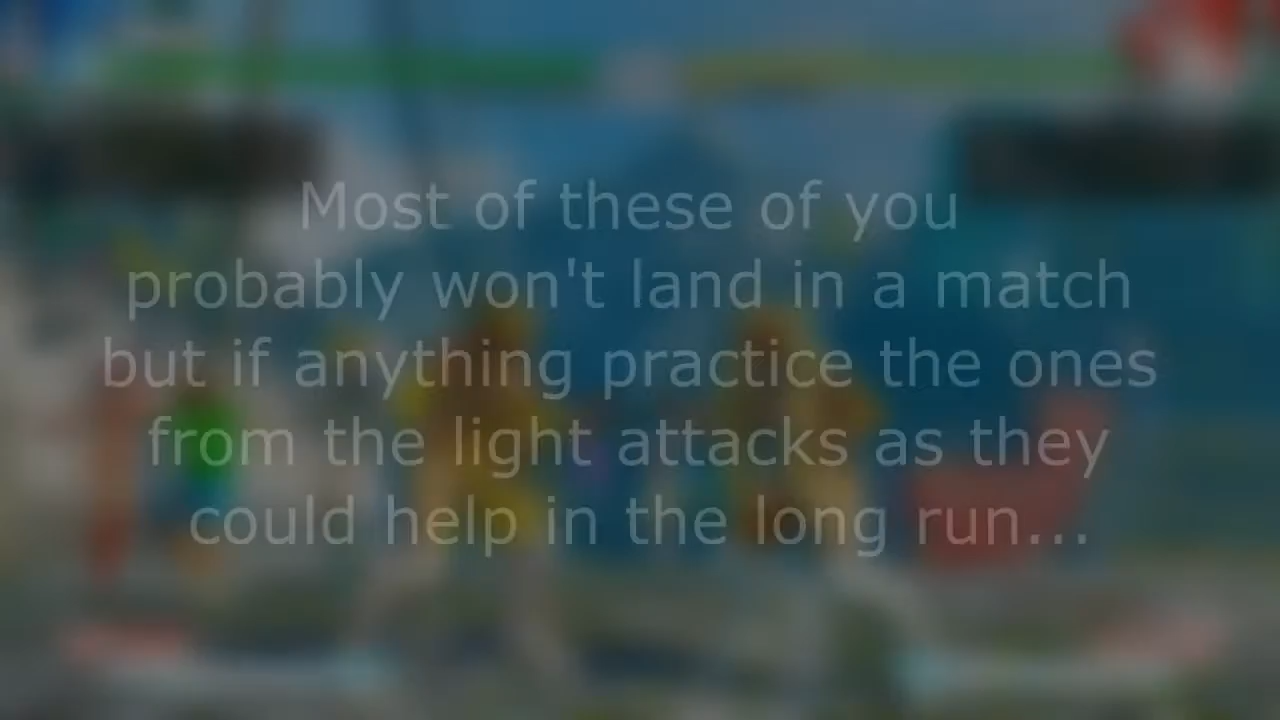 Most of these of you
probably won't land in a match
but if anything practice the ones
from the light attacks as they
could help in the long run...